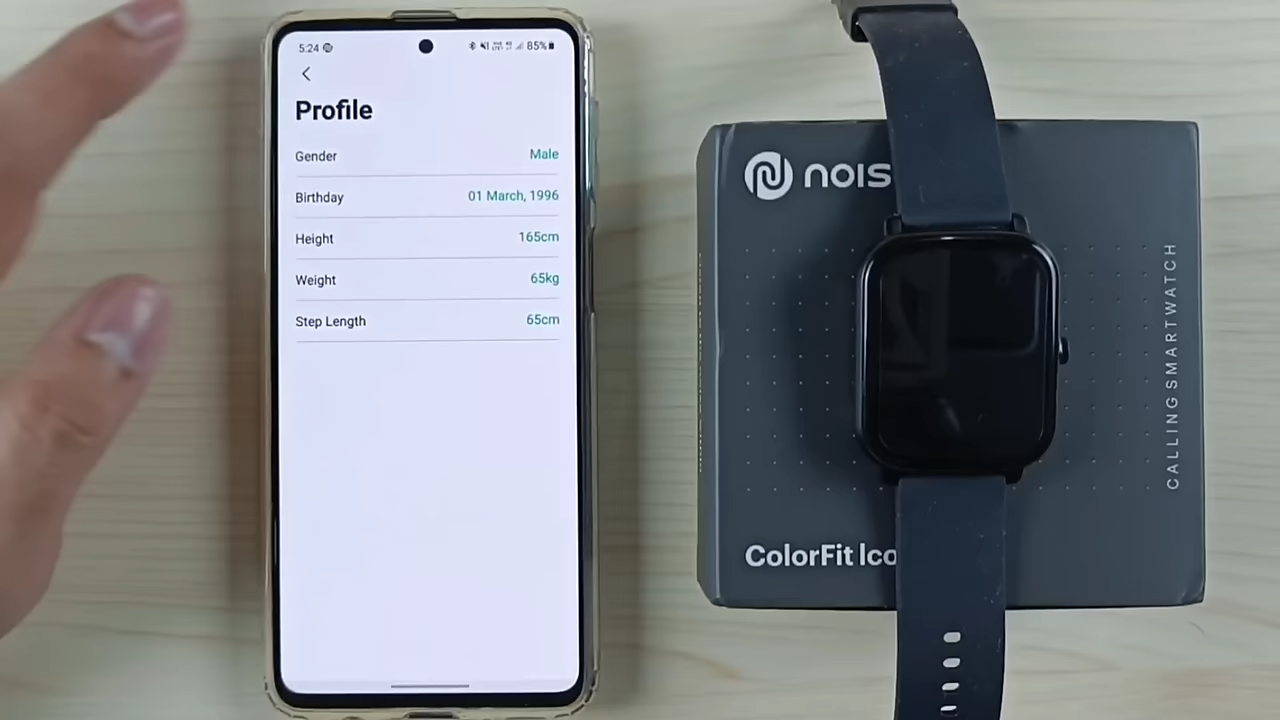 5:24
85%
Profile
Gender Male
Birthday 01 March, 1996
Height 165cm
Weight 65kg
Step Length 65cm
NOIS
CALLING SMARTWATCH
ColorFit Ico